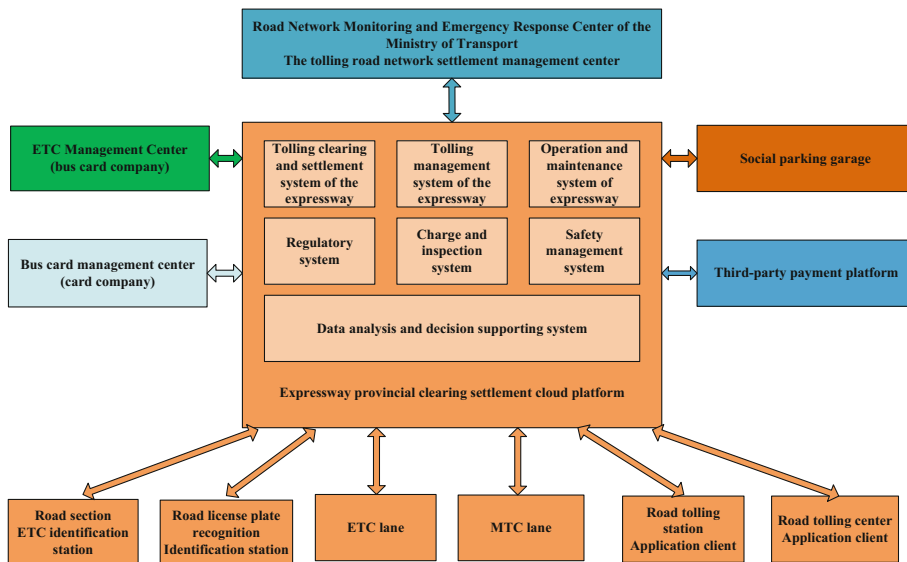 Road Network Monitoring and Emergency Response Center of the
Ministry of Transport
The tolling road network settlement management center
ETC Management Center
(bus card company)
Tolling clearing
and settlement
system of the
expressway
Tolling
management
system of the
expressway
Operation and
maintenance
system of
expressway
Social parking garage
Bus card management center
(card company)
Regulatory
system
Charge and
inspection
system
Safety
management
system
Third-party payment platform
Data analysis and decision supporting system
Expressway provincial clearing settlement cloud platform
Road section
ETC identification
station
Road license plate
recognition
Identification station
ETC lane
MTC lane
Road tolling
station
Application client
Road tolling center
Application client